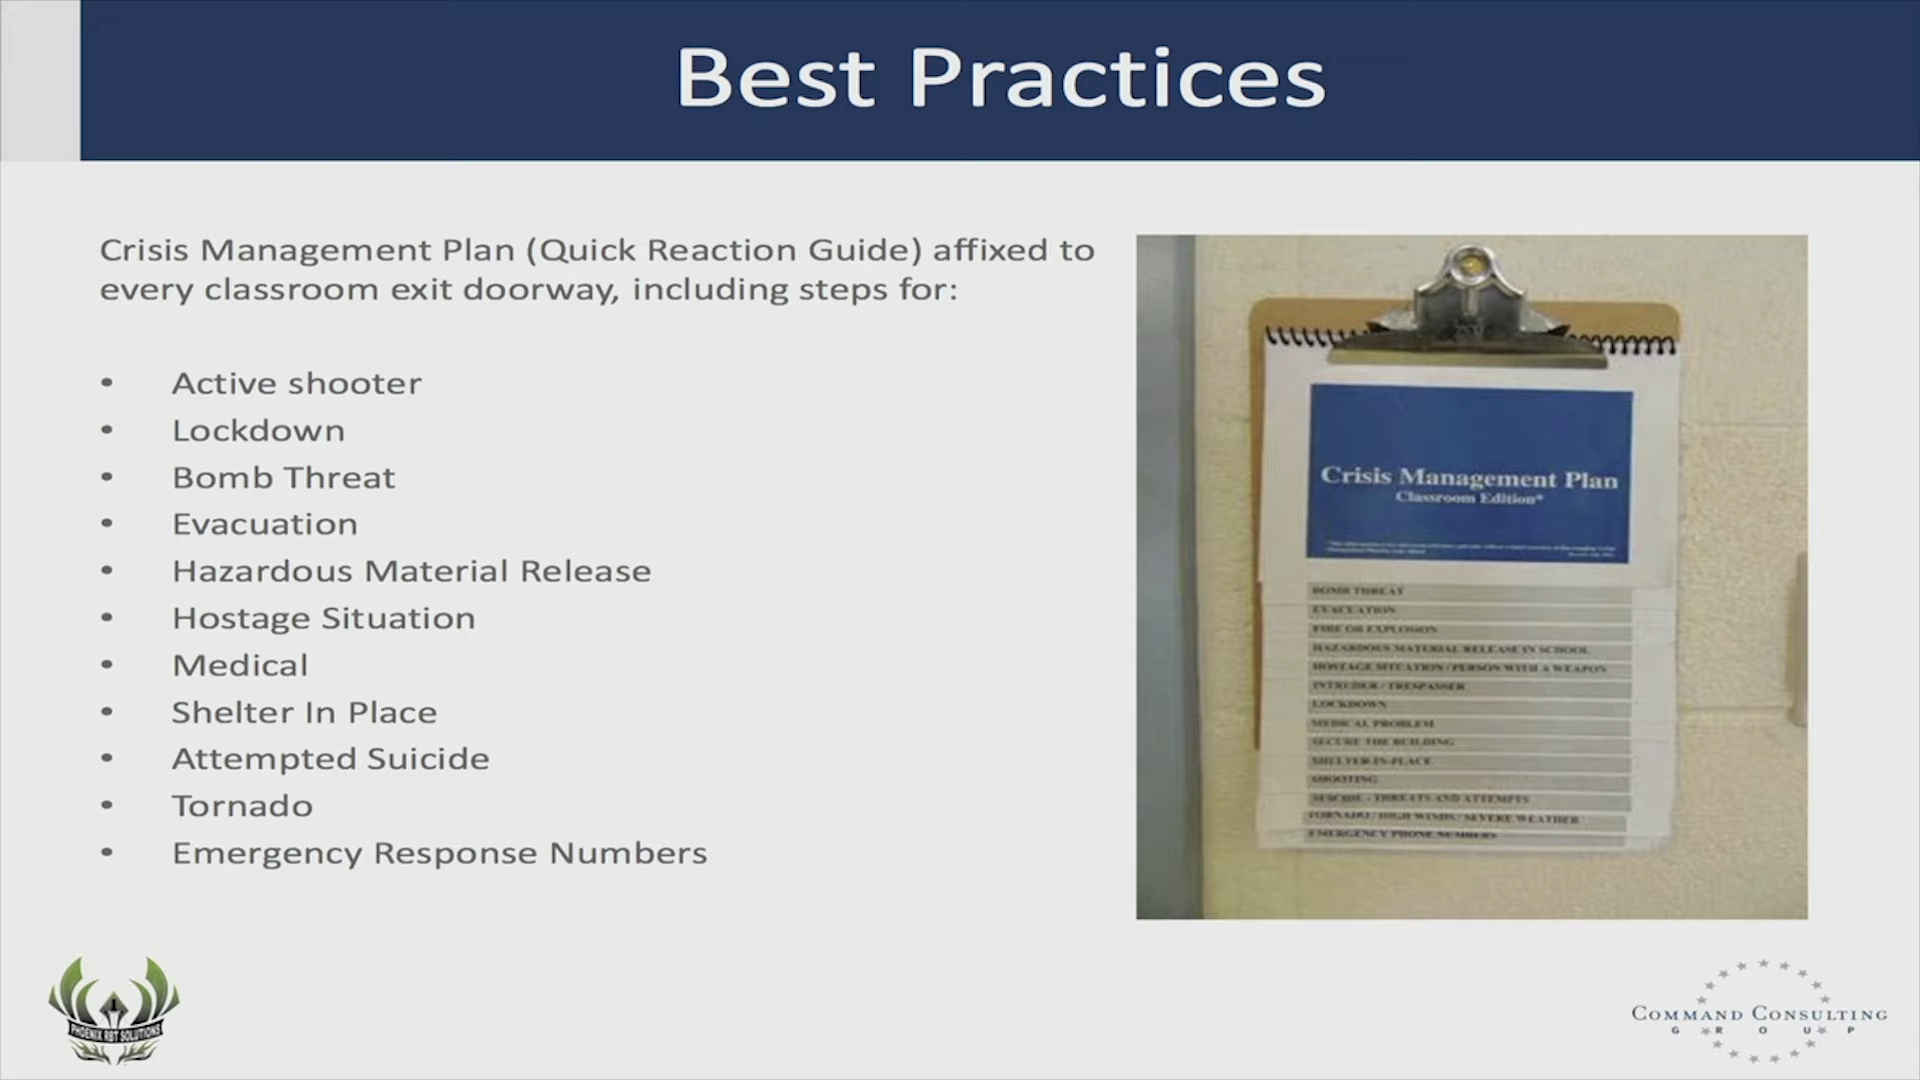 Best Practices
Crisis Management Plan (Quick Reaction Guide) affixed to
every classroom exit doorway, including steps for:
• Active shooter
• Lockdown
• Bomb Threat
• Evacuation
• Hazardous Material Release
• Hostage Situation
• Medical
• Shelter In Place
• Attempted Suicide
• Tornado
• Emergency Response Numbers
Crisis Management Plan
Classroom Edition*
BOMB THREAT
EVACUATION
FIRE OR EXPLOSION
HAZARDOUS MATERIAL RELEASE IN SCHOOL
HOSTAGE SITUATION / PERSON WITH A WEAPON
INTRUDER / TRESPASSER
LOCKDOWN
MEDICAL PROBLEM
SECURE THE BUILDING
SHELTER-IN-PLACE
SHOOTING
SUICIDE - THREATS AND ATTEMPTS
TORNADO / HIGH WINDS / SEVERE WEATHER
EMERGENCY PHONE NUMBERS
PHOENIX RBT SOLUTIONS
COMMAND CONSULTING
GROUP